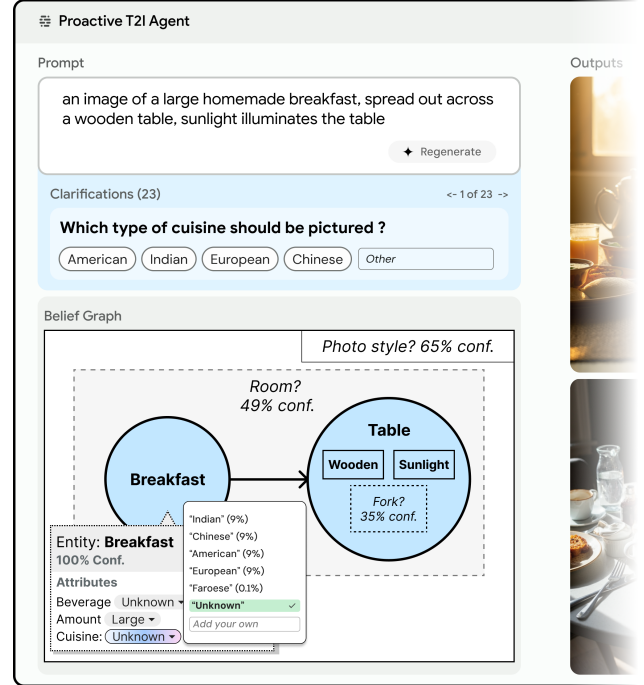 Proactive T2I Agent
Prompt
Outputs
an image of a large homemade breakfast, spread out across
a wooden table, sunlight illuminates the table
Regenerate
Clarifications (23)
<- 1 of 23 ->
Which type of cuisine should be pictured ?
American
Indian
European
Chinese
Other
Belief Graph
Photo style? 65% conf.
Room?
49% conf.
Table
Wooden
Sunlight
Breakfast
Fork?
35% conf.
Entity: Breakfast
100% Conf.
Attributes
Beverage Unknown
Amount Large
Cuisine: Unknown
"Indian" (9%)
"Chinese" (9%)
"American" (9%)
"European" (9%)
"Faroese" (0.1%)
"Unknown"
Add your own